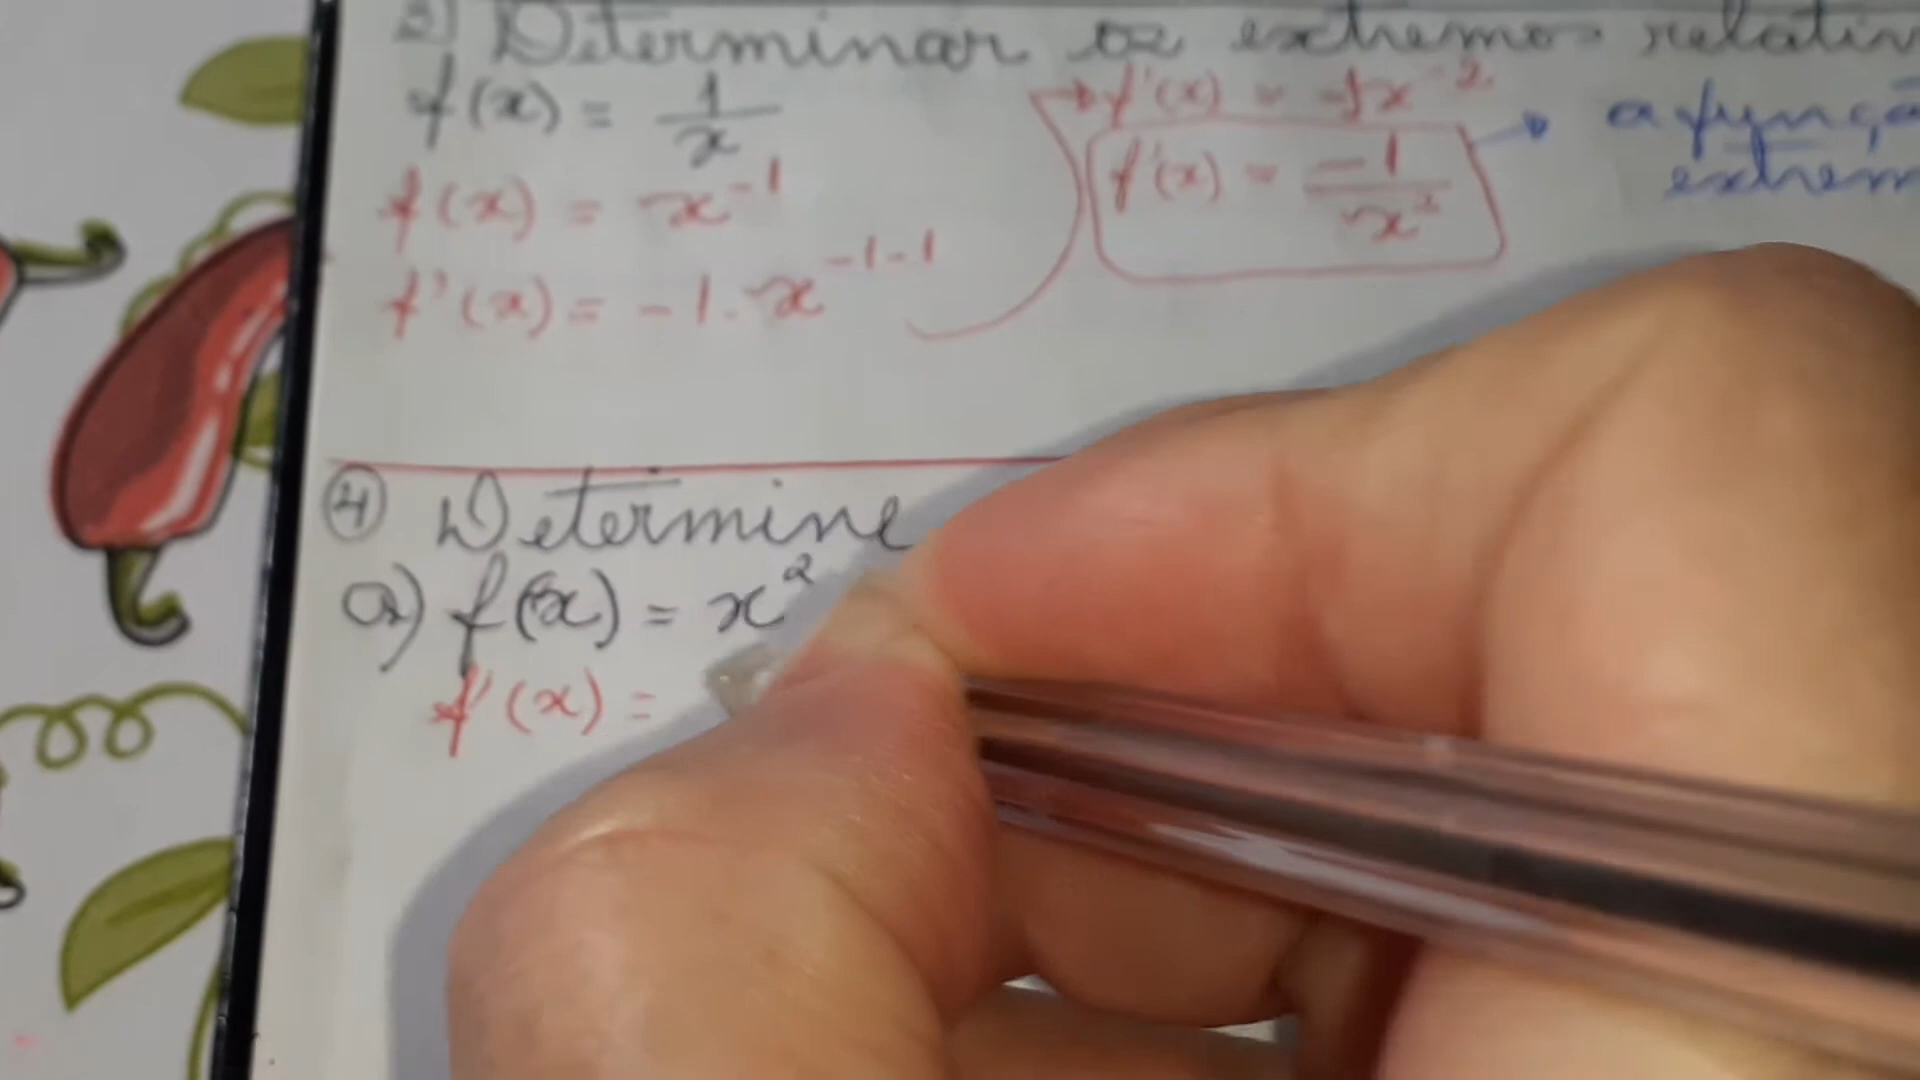 3) Determinar os extremos relativ
f(x) = 1/x
f(x) = x⁻¹
f'(x) = -1.x⁻¹⁻¹
f'(x) = -1x⁻²
f'(x) = -1/x²
a funçã
extrem
4) Determine
a) f(x) = x²
f'(x) =